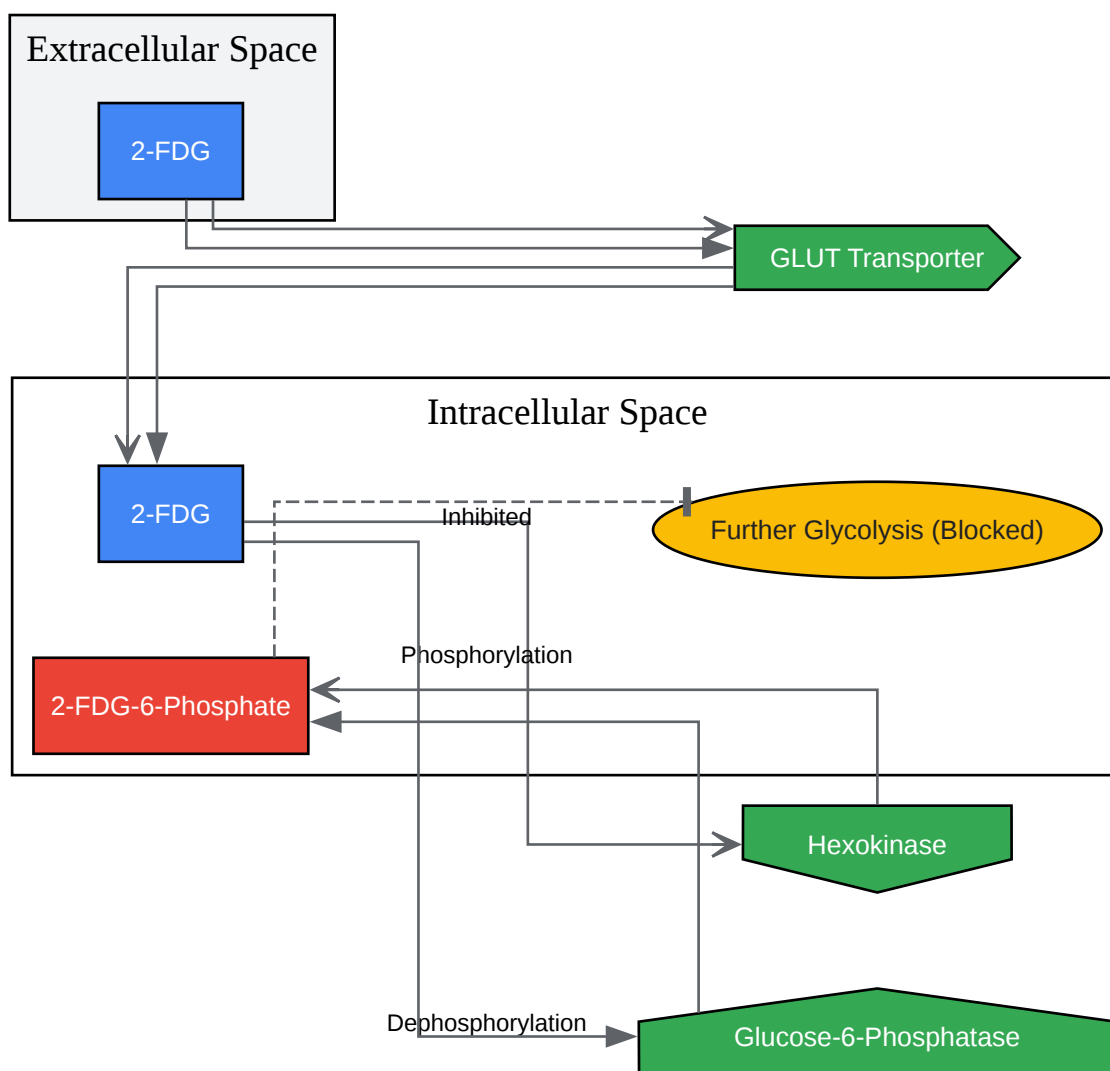 Extracellular Space
2-FDG
GLUT Transporter
Intracellular Space
2-FDG
Inhibited
Further Glycolysis (Blocked)
Phosphorylation
2-FDG-6-Phosphate
Hexokinase
Dephosphorylation
Glucose-6-Phosphatase